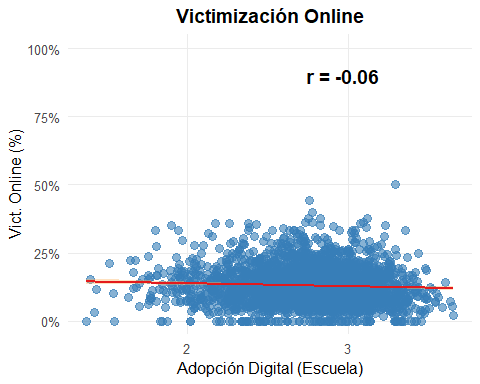 Victimización Online
r = -0.06
100%
75%
50%
25%
0%
Vict. Online (%)
2
3
Adopción Digital (Escuela)